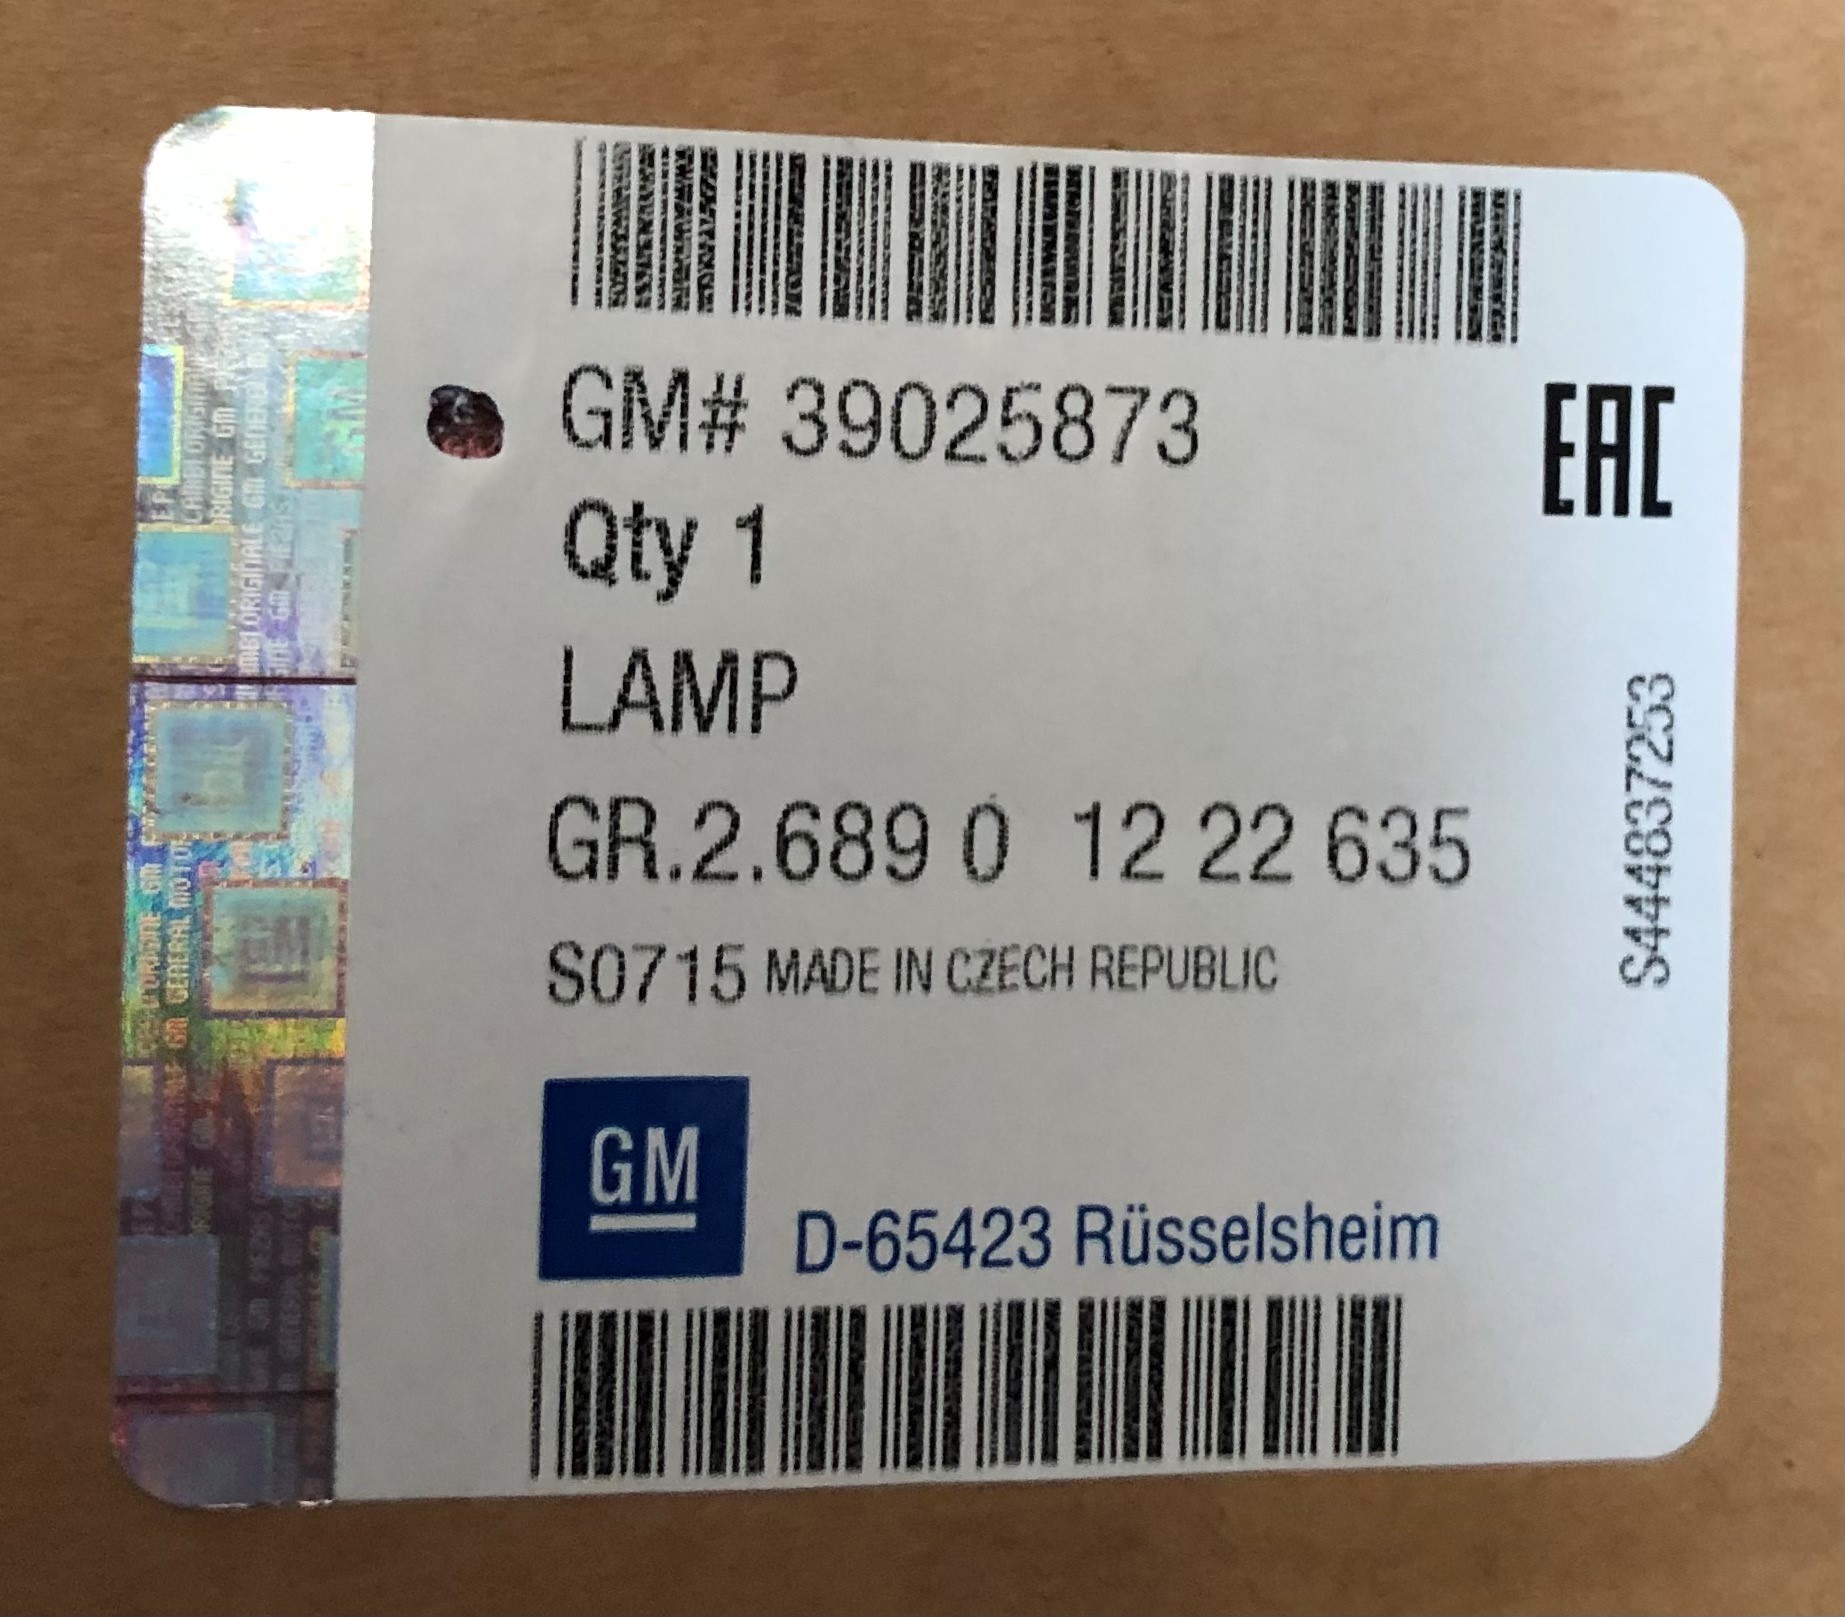 GM# 39025873
EAC
Qty 1
LAMP
GR.2.689 0 12 22 635
S0715 MADE IN CZECH REPUBLIC
S444837253
GM
D-65423 Rüsselsheim